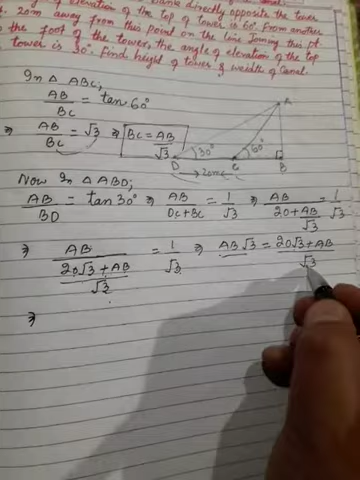 of elevation of the top of tower is 60°. From another
20m away from this point on the line Joining this pt.
the foot of the tower, the angle of elevation of the top
tower is 30°. Find height of tower & weidth of Canal.
In △ ABC,
AB/BC = tan 60°
⇒ AB/BC = √3 ⇒ BC = AB/√3
A
30° 60°
D C B
20m
Now In △ ABD,
AB/BD = tan 30° ⇒ AB/(DC+BC) = 1/√3 ⇒ AB/(20+AB/√3) = 1/√3
⇒ AB/((20√3+AB)/√3) = 1/√3 ⇒ AB√3 = (20√3+AB)/√3
⇒